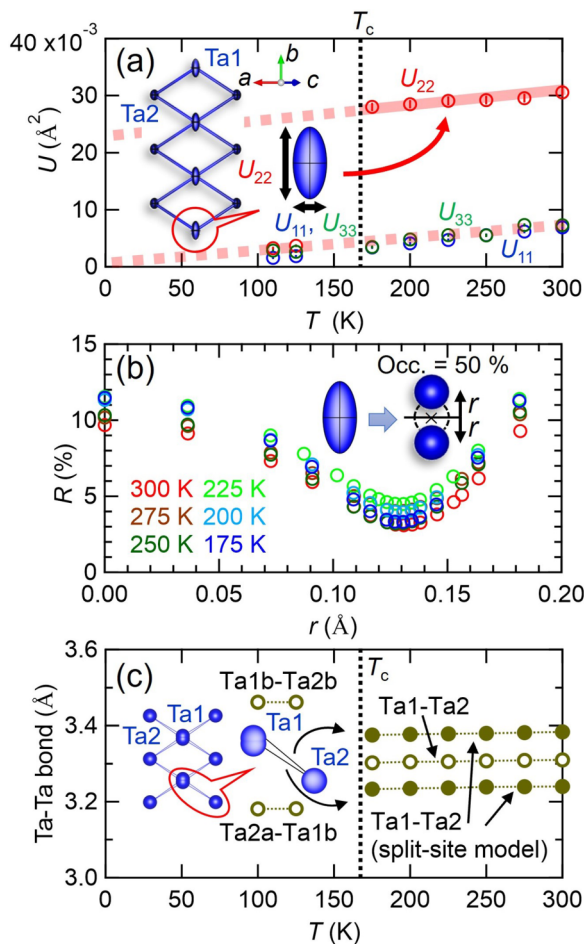 T_c
40 x10⁻³
30
20
10
0
U (Å²)
(a)
Ta1
Ta2
a
b
c
U₂₂
U₂₂
U₁₁, U₃₃
U₃₃
U₁₁
0 50 100 150 200 250 300
T (K)
15
10
5
0
R (%)
(b)
Occ. = 50 %
r
r
300 K 225 K
275 K 200 K
250 K 175 K
0.00 0.05 0.10 0.15 0.20
r (Å)
3.6
3.4
3.2
3.0
Ta-Ta bond (Å)
(c)
T_c
Ta1b-Ta2b
Ta1
Ta2
Ta1
Ta2
Ta2a-Ta1b
Ta1-Ta2
Ta1-Ta2
(split-site model)
0 50 100 150 200 250 300
T (K)